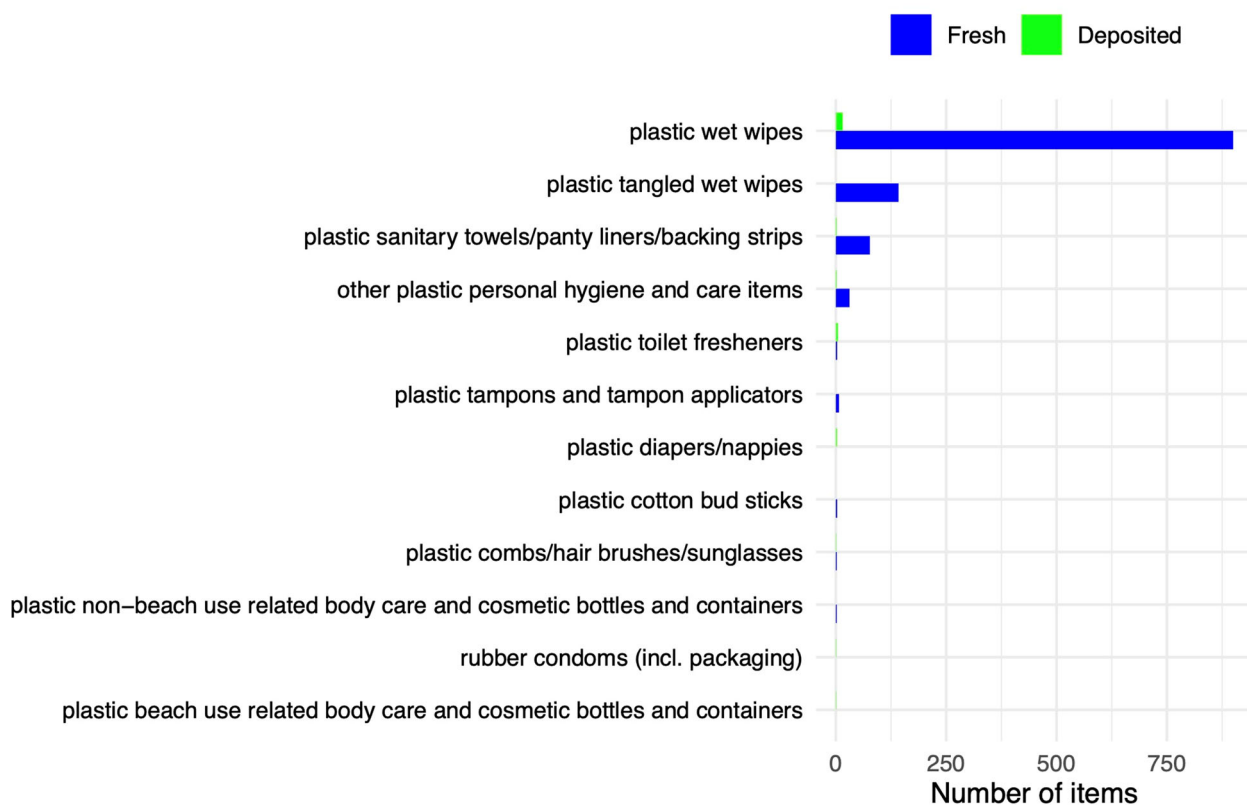 Fresh Deposited
plastic wet wipes
plastic tangled wet wipes
plastic sanitary towels/panty liners/backing strips
other plastic personal hygiene and care items
plastic toilet fresheners
plastic tampons and tampon applicators
plastic diapers/nappies
plastic cotton bud sticks
plastic combs/hair brushes/sunglasses
plastic non−beach use related body care and cosmetic bottles and containers
rubber condoms (incl. packaging)
plastic beach use related body care and cosmetic bottles and containers
0 250 500 750
Number of items